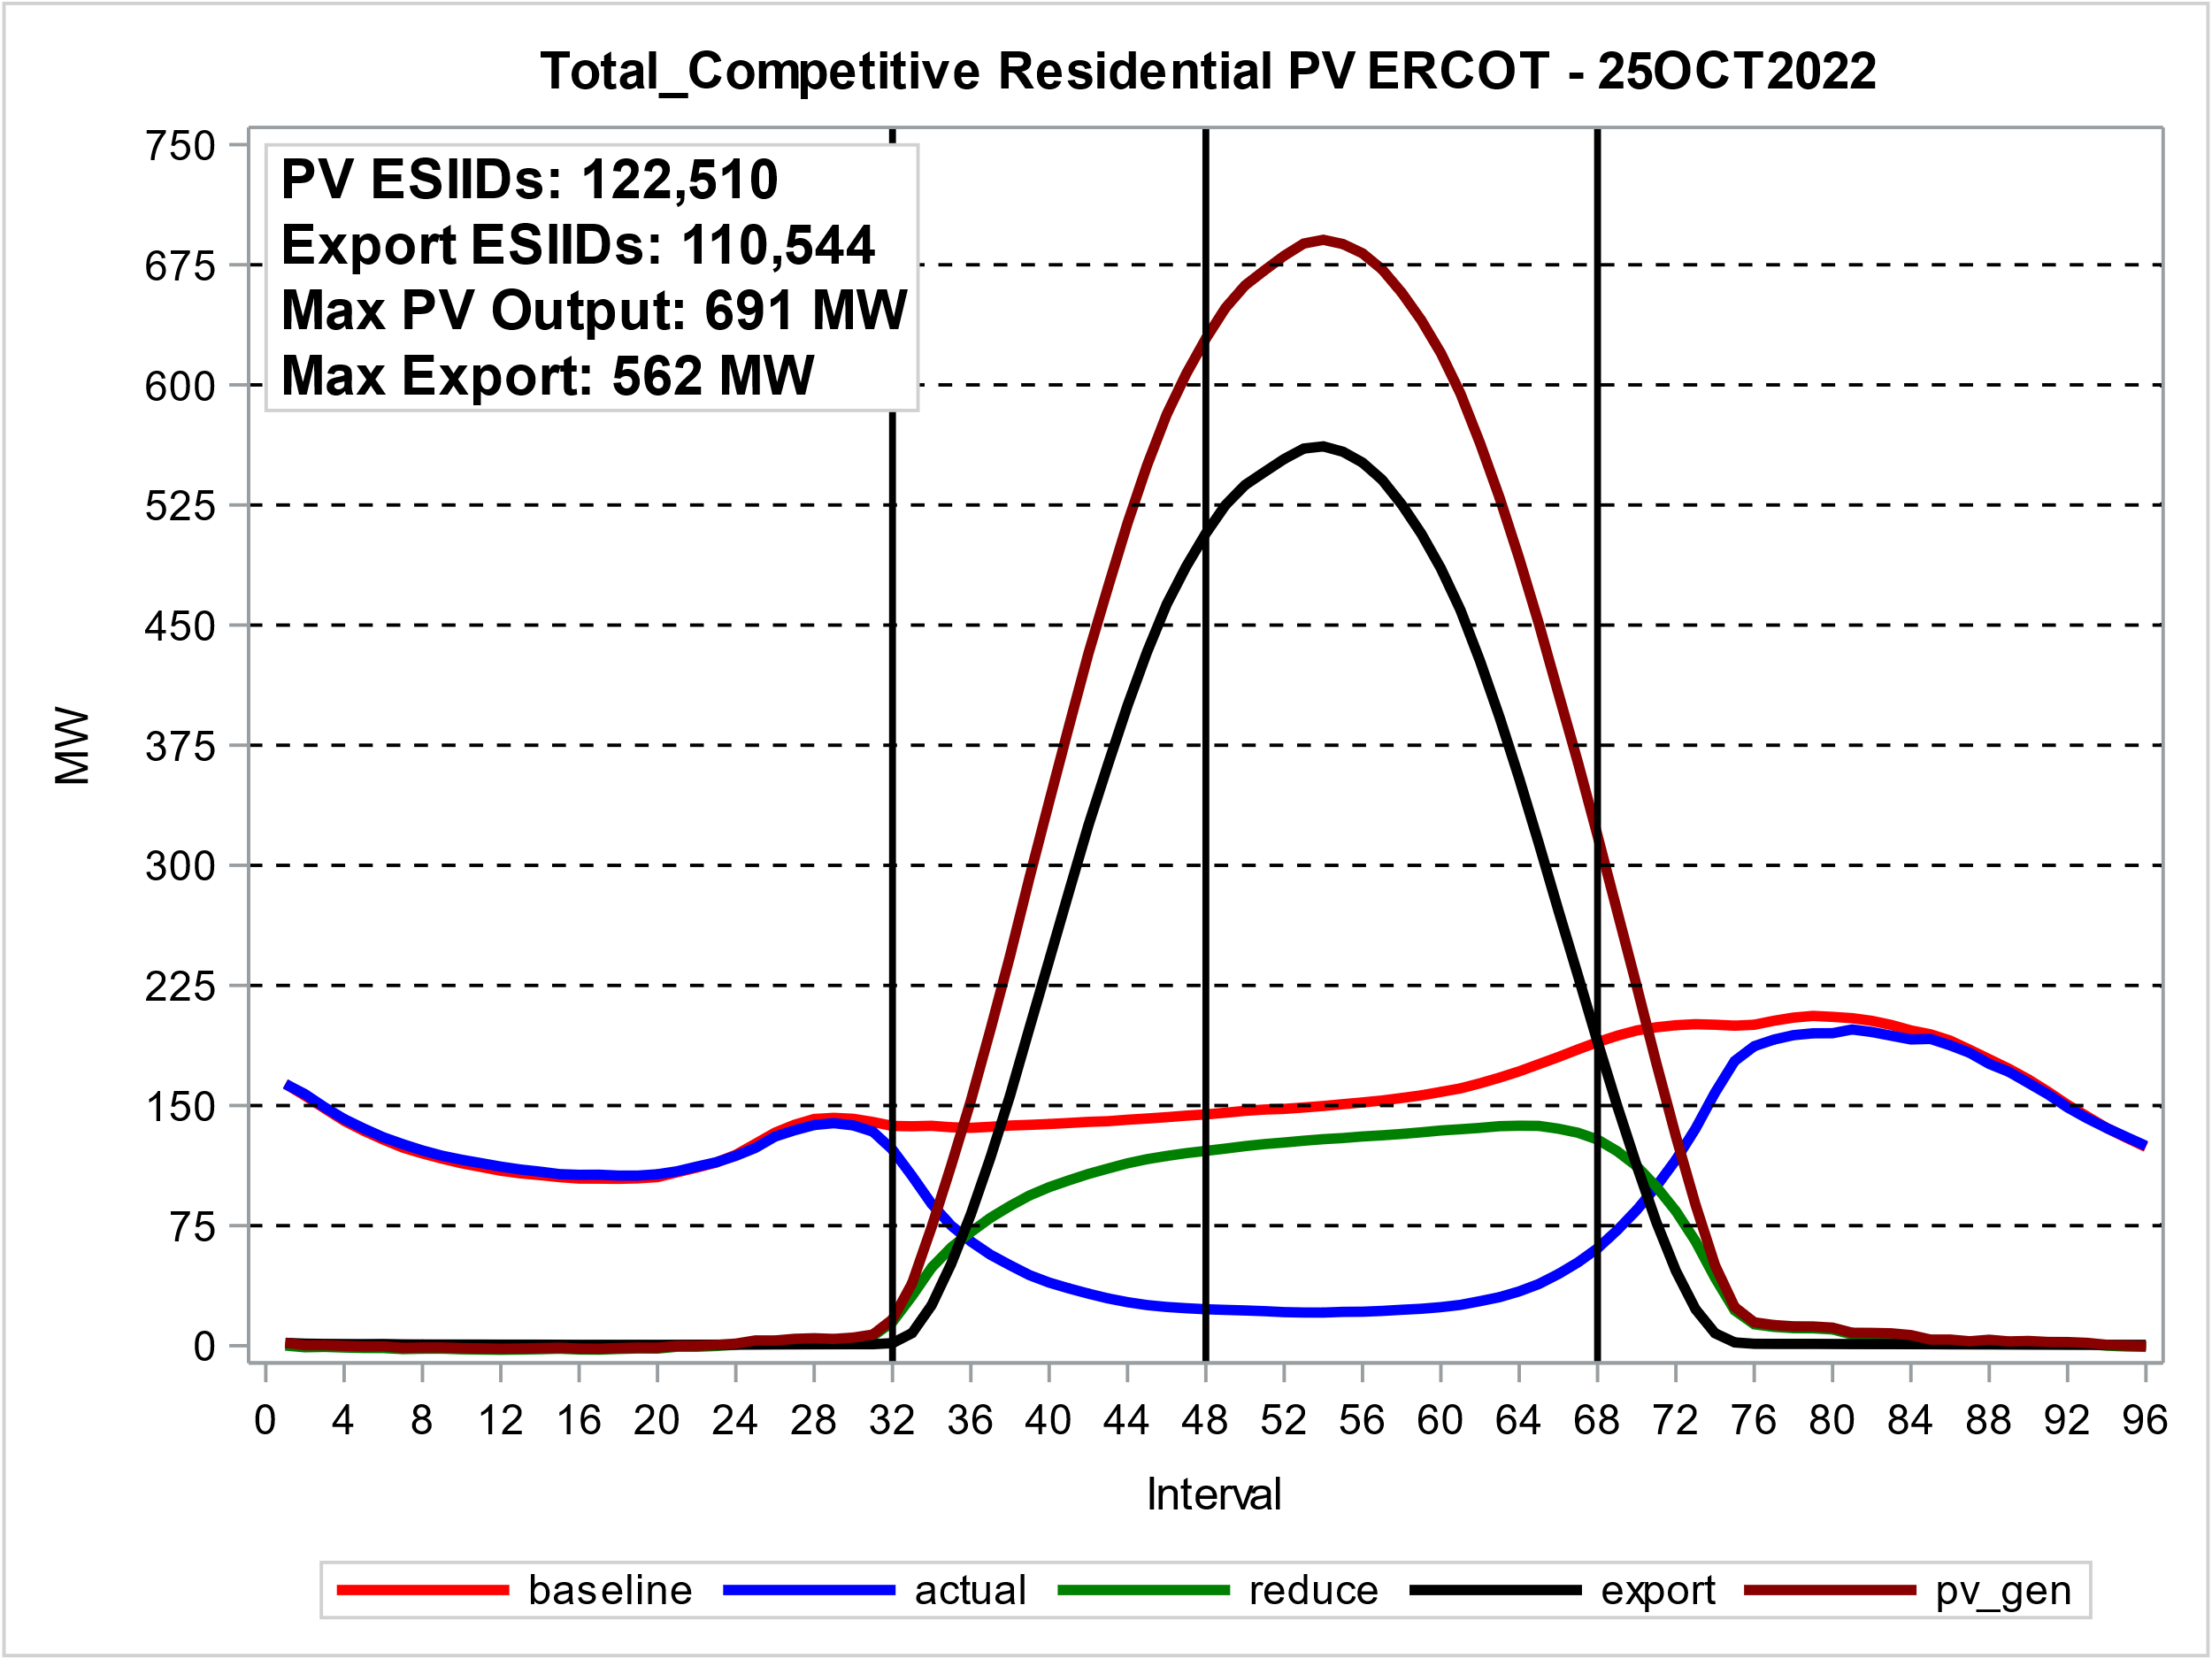 Total_Competitive Residential PV ERCOT - 25OCT2022
PV ESIIDs: 122,510
Export ESIIDs: 110,544
Max PV Output: 691 MW
Max Export: 562 MW
750
675
600
525
450
375
300
225
150
75
0
MW
0 4 8 12 16 20 24 28 32 36 40 44 48 52 56 60 64 68 72 76 80 84 88 92 96
Interval
baseline actual reduce export pv_gen